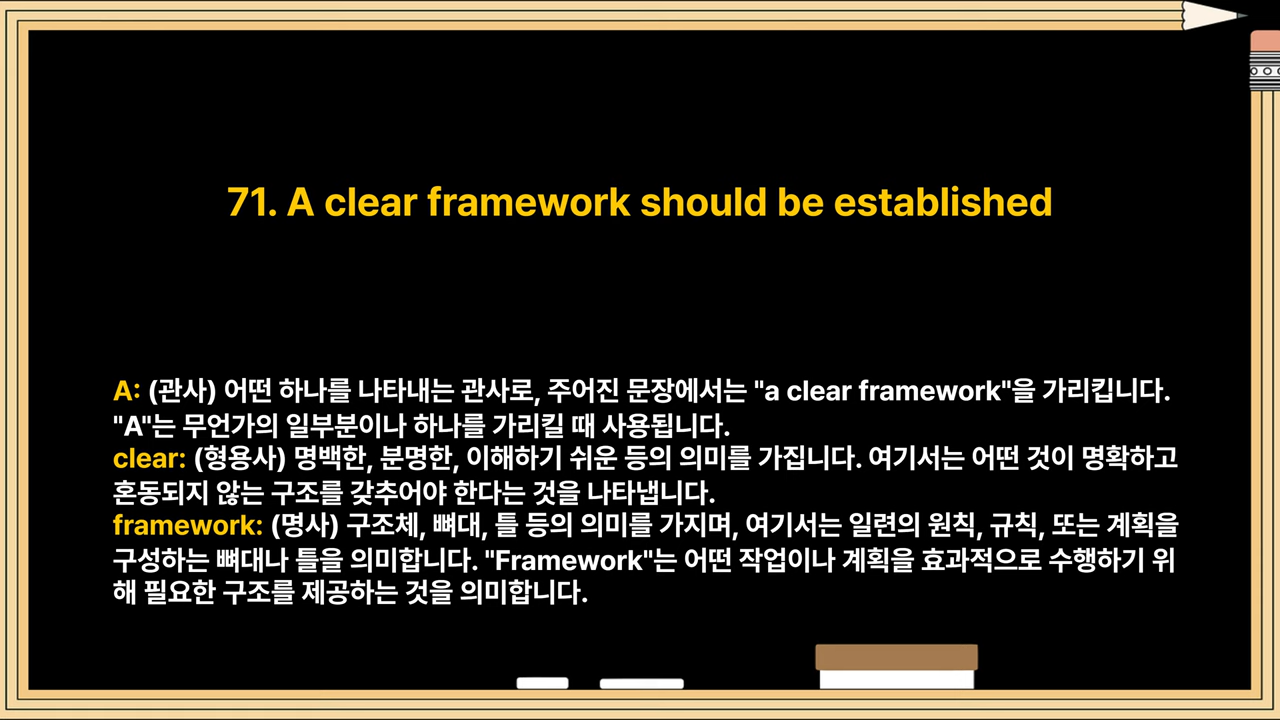 71. A clear framework should be established
A: (관사) 어떤 하나를 나타내는 관사로, 주어진 문장에서는 "a clear framework"을 가리킵니다.
"A"는 무언가의 일부분이나 하나를 가리킬 때 사용됩니다.
clear: (형용사) 명백한, 분명한, 이해하기 쉬운 등의 의미를 가집니다. 여기서는 어떤 것이 명확하고
혼동되지 않는 구조를 갖추어야 한다는 것을 나타냅니다.
framework: (명사) 구조체, 뼈대, 틀 등의 의미를 가지며, 여기서는 일련의 원칙, 규칙, 또는 계획을
구성하는 뼈대나 틀을 의미합니다. "Framework"는 어떤 작업이나 계획을 효과적으로 수행하기 위
해 필요한 구조를 제공하는 것을 의미합니다.